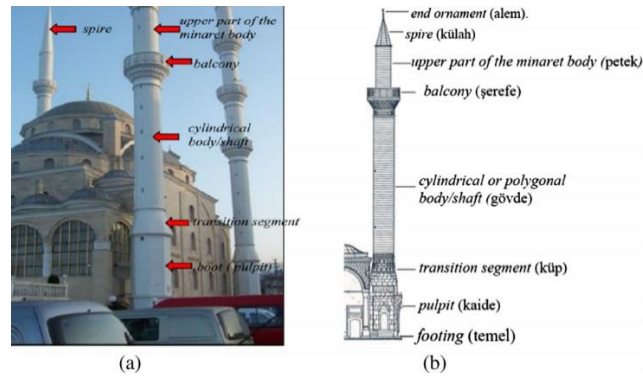 spire
upper part of the
minaret body
balcony
cylindrical
body/shaft
transition segment
boot ( pulpit)
(a)
end ornament (alem).
spire (külah)
upper part of the minaret body (petek)
balcony (şerefe)
cylindrical or polygonal
body/shaft (gövde)
transition segment (küp)
pulpit (kaide)
footing (temel)
(b)